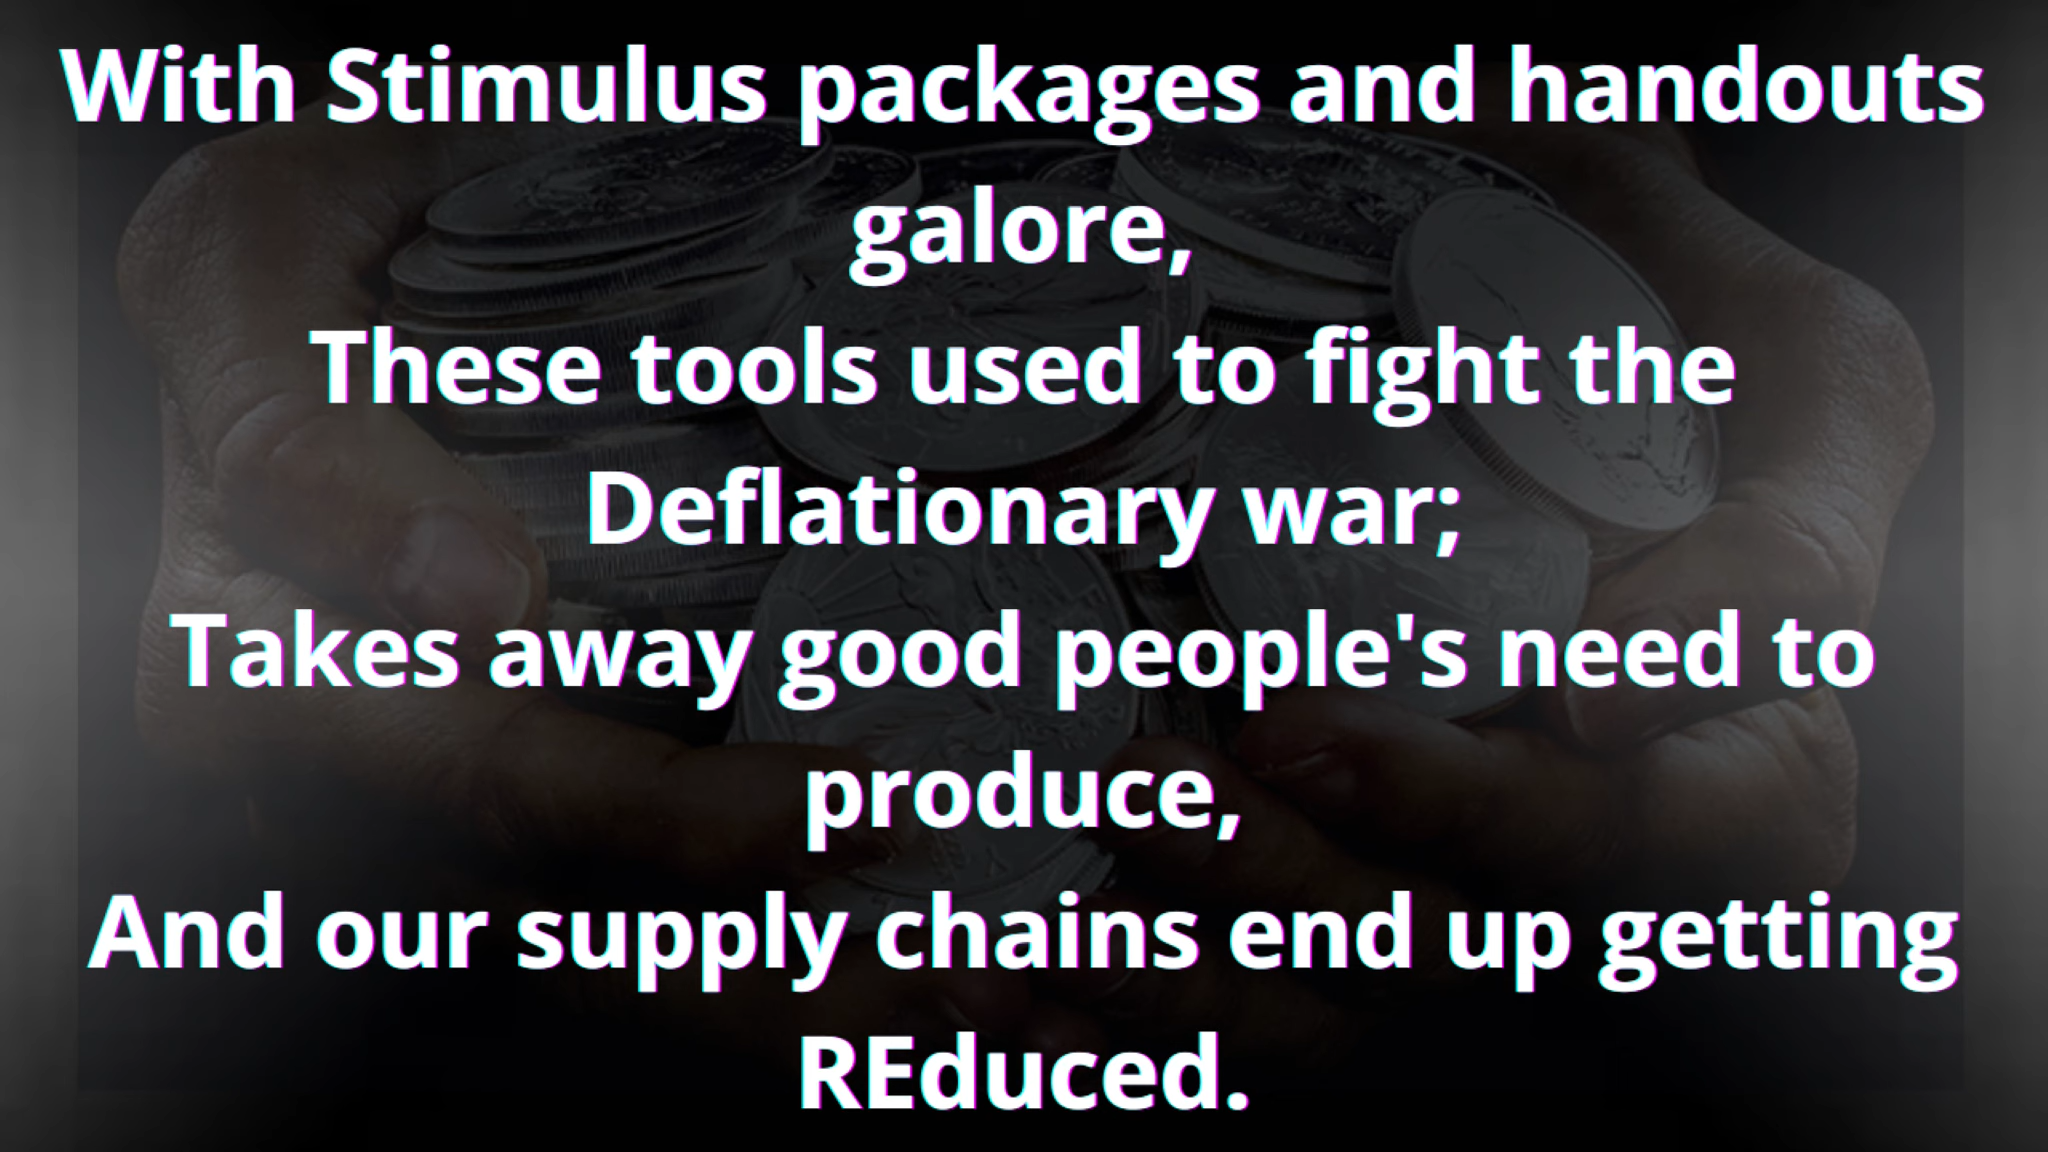 With Stimulus packages and handouts
galore,
These tools used to fight the
Deflationary war;
Takes away good people's need to
produce,
And our supply chains end up getting
REduced.